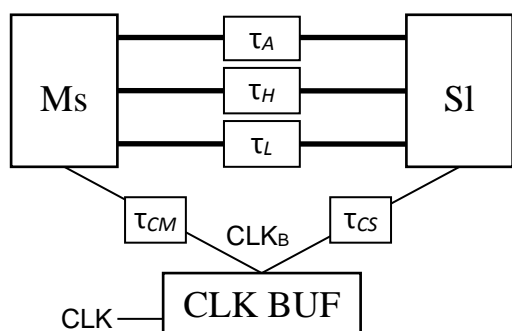 τA
Ms
τH
Sl
τL
τCM
τCS
CLKB
CLK BUF
CLK